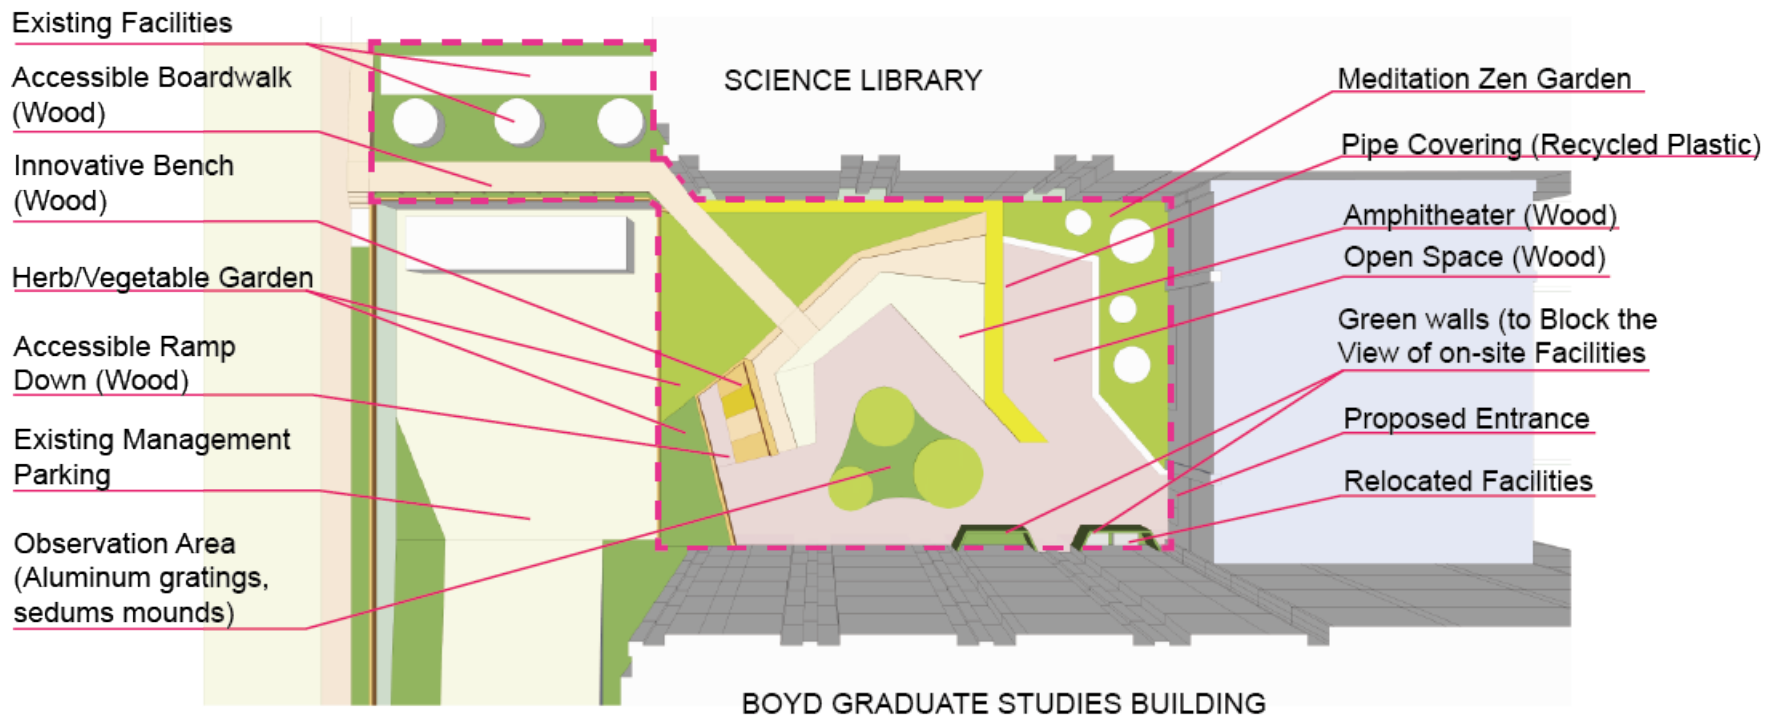 Existing Facilities
Accessible Boardwalk
(Wood)
Innovative Bench
(Wood)
Herb/Vegetable Garden
Accessible Ramp
Down (Wood)
Existing Management
Parking
Observation Area
(Aluminum gratings,
sedums mounds)
SCIENCE LIBRARY
BOYD GRADUATE STUDIES BUILDING
Meditation Zen Garden
Pipe Covering (Recycled Plastic)
Amphitheater (Wood)
Open Space (Wood)
Green walls (to Block the
View of on-site Facilities
Proposed Entrance
Relocated Facilities